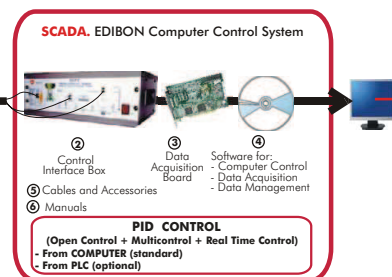 SCADA. EDIBON Computer Control System
②
Control
Interface Box
③
Data
Acquisition
Board
④
Software for:
- Computer Control
- Data Acquisition
- Data Management
⑤ Cables and Accessories
⑥ Manuals
PID CONTROL
(Open Control + Multicontrol + Real Time Control)
- From COMPUTER (standard)
- From PLC (optional)